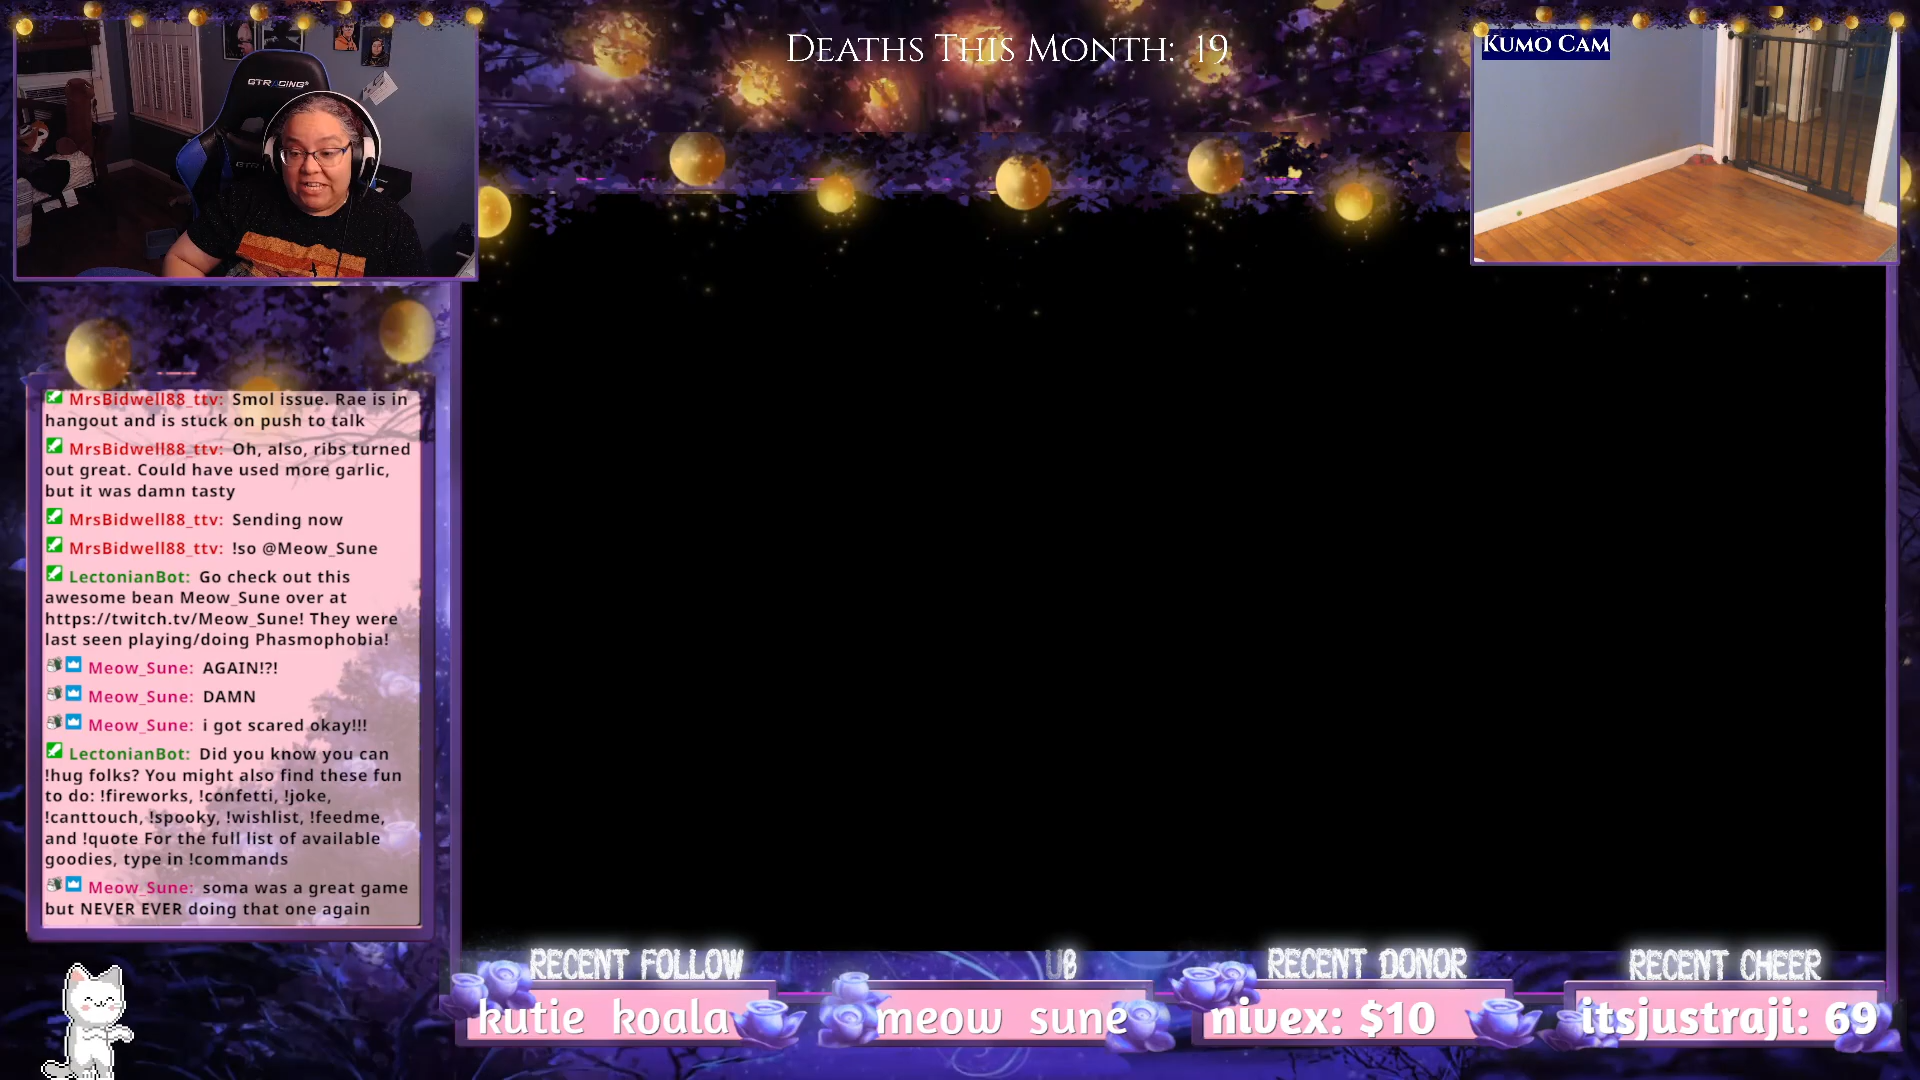 Deaths This Month: 19
Kumo Cam
GTRACING
GTR
MrsBidwell88_ttv: Smol issue. Rae is in
hangout and is stuck on push to talk
MrsBidwell88_ttv: Oh, also, ribs turned
out great. Could have used more garlic,
but it was damn tasty
MrsBidwell88_ttv: Sending now
MrsBidwell88_ttv: !so @Meow_Sune
LectonianBot: Go check out this
awesome bean Meow_Sune over at
https://twitch.tv/Meow_Sune! They were
last seen playing/doing Phasmophobia!
Meow_Sune: AGAIN!?!
Meow_Sune: DAMN
Meow_Sune: i got scared okay!!!
LectonianBot: Did you know you can
!hug folks? You might also find these fun
to do: !fireworks, !confetti, !joke,
!canttouch, !spooky, !wishlist, !feedme,
and !quote For the full list of available
goodies, type in !commands
Meow_Sune: soma was a great game
but NEVER EVER doing that one again
RECENT FOLLOW
RECENT DONOR
RECENT CHEER
kutie koala
meow sune
nivex: $10
itsjustraji: 69